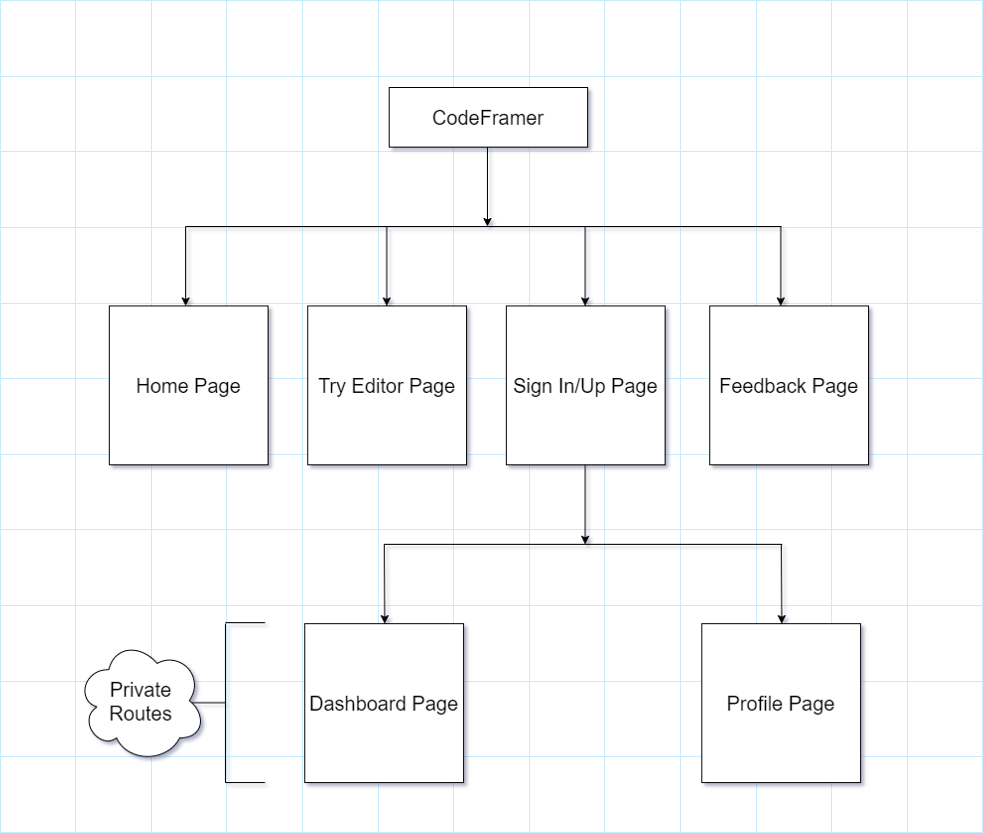 CodeFramer
Home Page
Try Editor Page
Sign In/Up Page
Feedback Page
Private
Routes
Dashboard Page
Profile Page